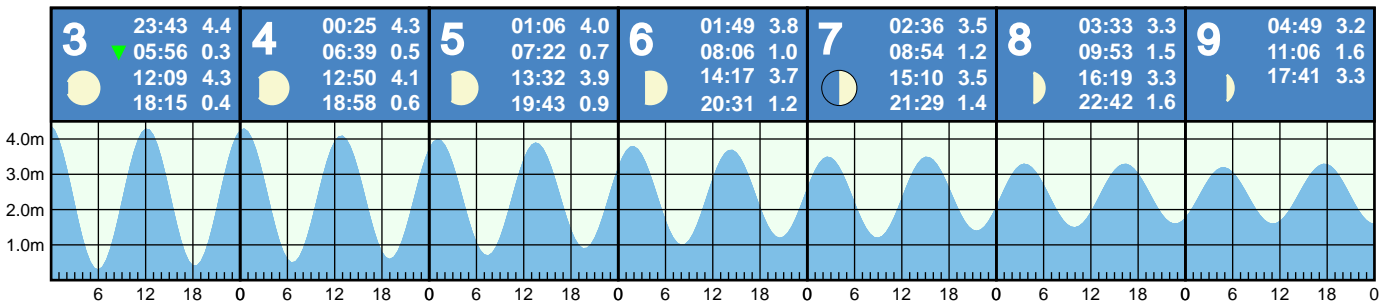 3 23:43 4.4 4 00:25 4.3 5 01:06 4.0 6 01:49 3.8 7 02:36 3.5 8 03:33 3.3 9 04:49 3.2
05:56 0.3 06:39 0.5 07:22 0.7 08:06 1.0 08:54 1.2 09:53 1.5 11:06 1.6
12:09 4.3 12:50 4.1 13:32 3.9 14:17 3.7 15:10 3.5 16:19 3.3 17:41 3.3
18:15 0.4 18:58 0.6 19:43 0.9 20:31 1.2 21:29 1.4 22:42 1.6
4.0m
3.0m
2.0m
1.0m
6 12 18 0 6 12 18 0 6 12 18 0 6 12 18 0 6 12 18 0 6 12 18 0 6 12 18 0